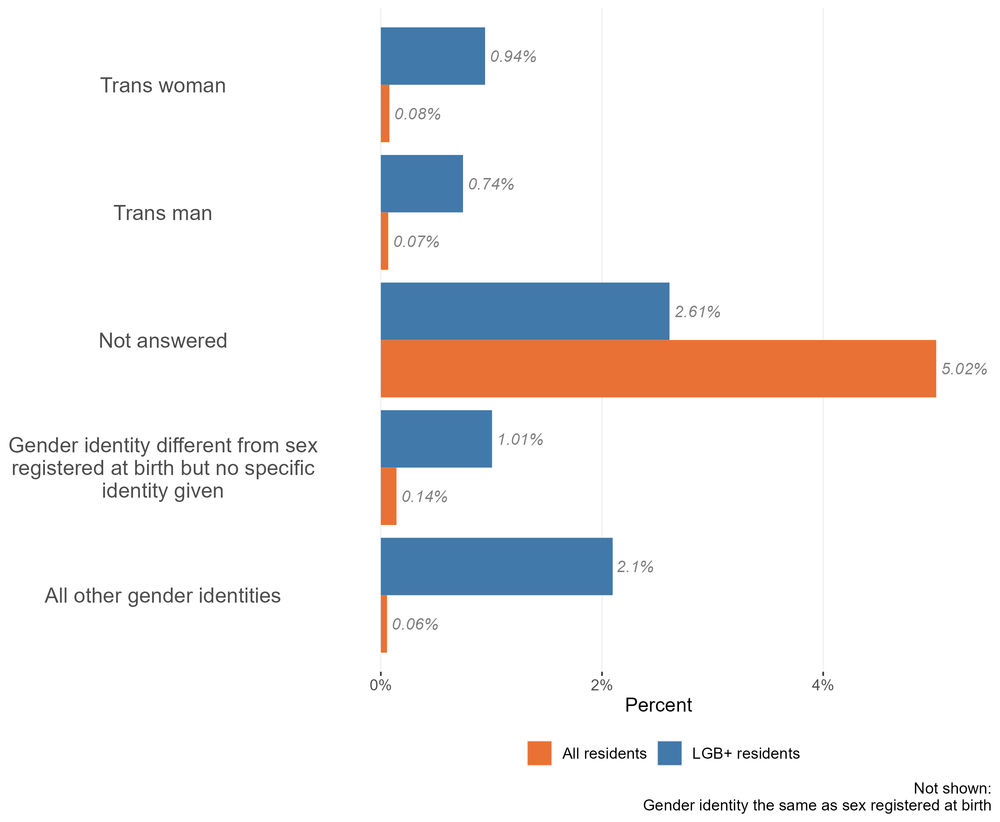 Trans woman
0.94%
0.08%
Trans man
0.74%
0.07%
Not answered
2.61%
5.02%
Gender identity different from sex
registered at birth but no specific
identity given
1.01%
0.14%
All other gender identities
2.1%
0.06%
0% 2% 4%
Percent
All residents LGB+ residents
Not shown:
Gender identity the same as sex registered at birth